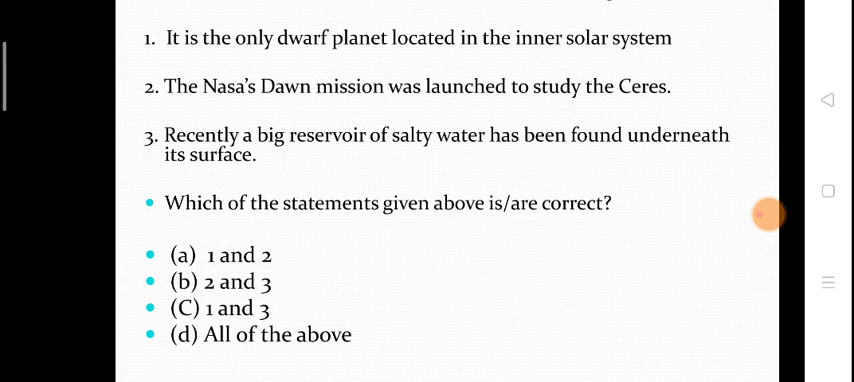 1. It is the only dwarf planet located in the inner solar system
2. The Nasa's Dawn mission was launched to study the Ceres.
3. Recently a big reservoir of salty water has been found underneath
its surface.
• Which of the statements given above is/are correct?
• (a) 1 and 2
• (b) 2 and 3
• (C) 1 and 3
• (d) All of the above